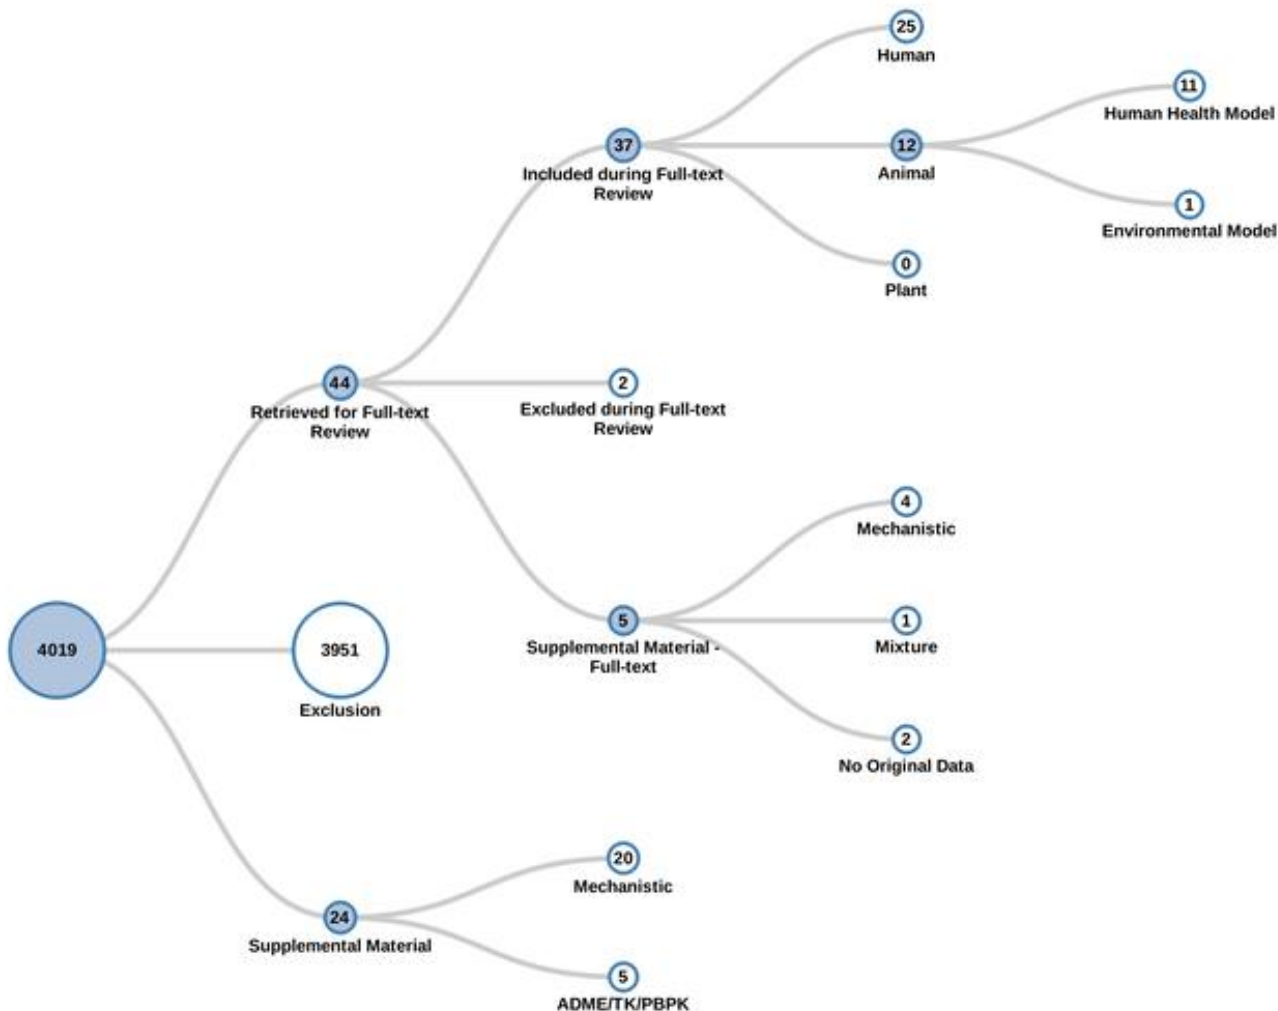 25
Human
11
Human Health Model
37
Included during Full-text
Review
12
Animal
1
Environmental Model
0
Plant
44
Retrieved for Full-text
Review
2
Excluded during Full-text
Review
4
Mechanistic
5
Supplemental Material -
Full-text
1
Mixture
4019
3951
Exclusion
2
No Original Data
20
Mechanistic
24
Supplemental Material
5
ADME/TK/PBPK